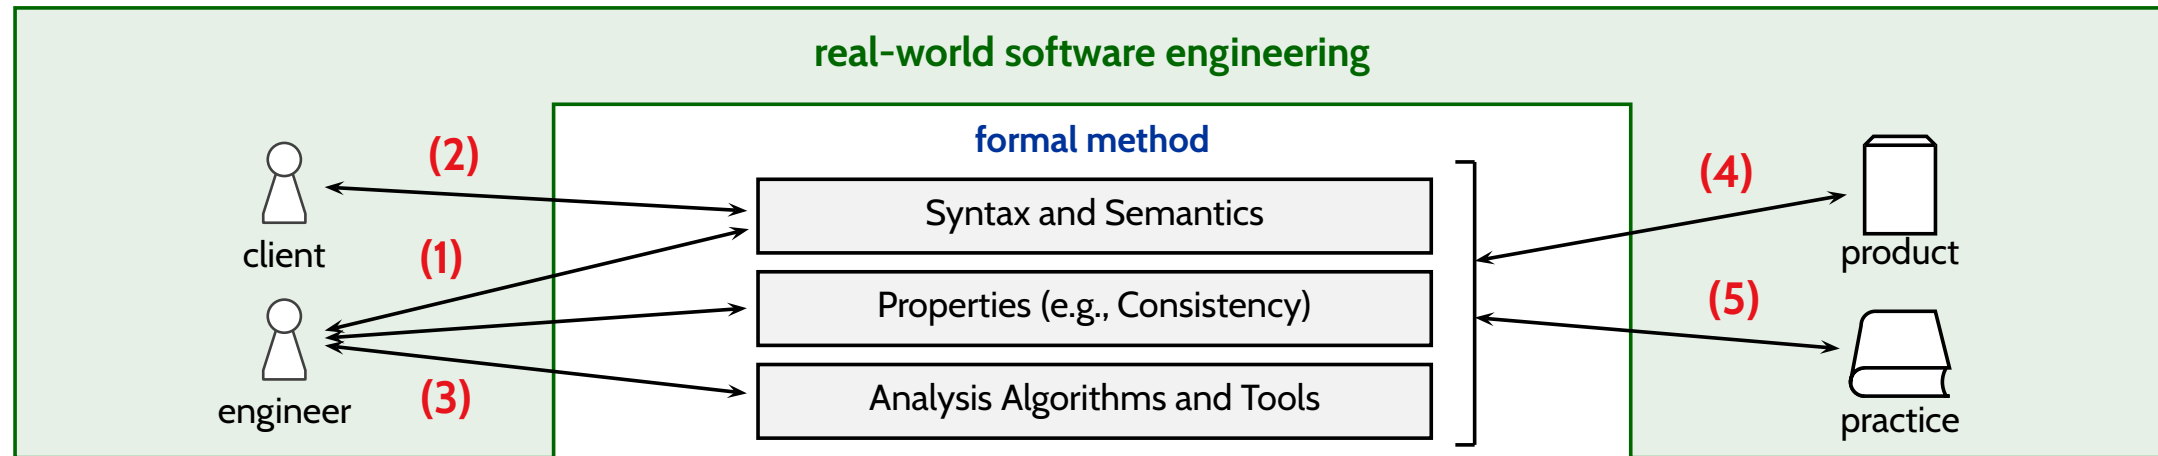 real-world software engineering
formal method
(2)
(4)
Syntax and Semantics
client
(1)
product
Properties (e.g., Consistency)
(5)
(3)
Analysis Algorithms and Tools
engineer
practice